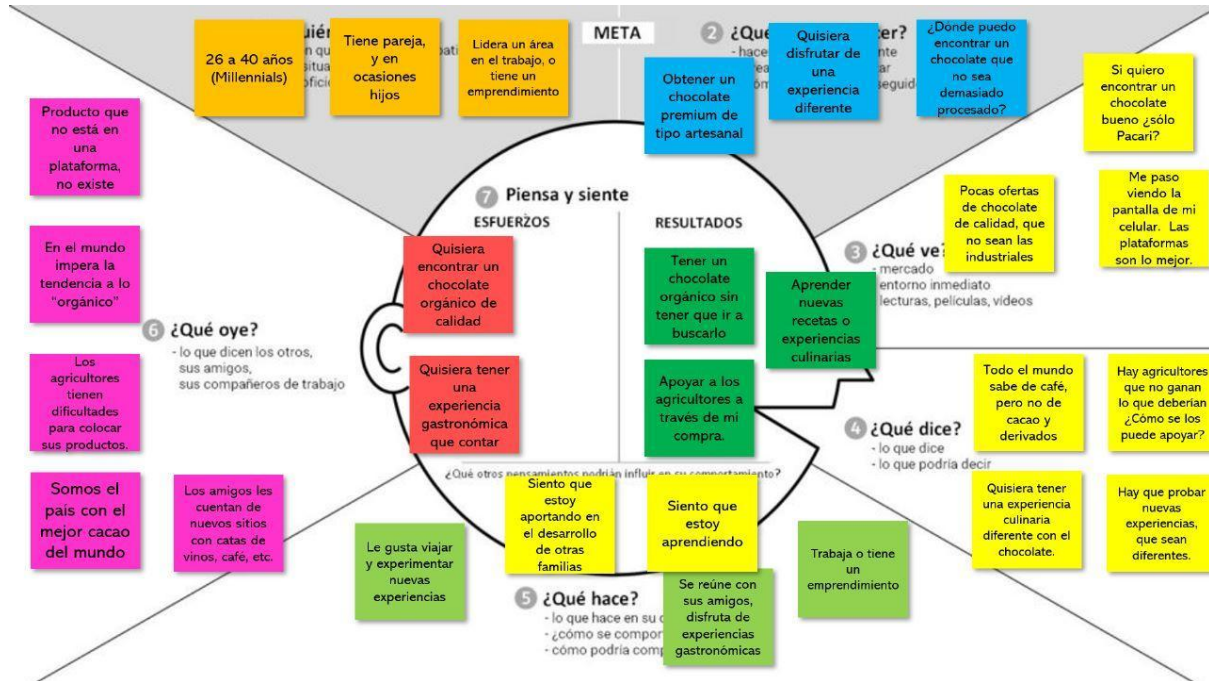 META
26 a 40 años
(Millennials)
Tiene pareja,
y en
ocasiones
hijos
Lidera un área
en el trabajo, o
tiene un
emprendimiento
2
Obtener un
chocolate
premium de
tipo artesanal
Quisiera
disfrutar de
una
experiencia
diferente
¿Dónde puedo
encontrar un
chocolate
que no sea
demasiado
procesado?
Si quiero
encontrar un
chocolate
bueno ¿sólo
Pacari?
Pocas ofertas
de chocolate
de calidad, que
no sean las
industriales
Me paso
viendo la
pantalla de mi
celular. Las
plataformas
son lo mejor.
3 ¿Qué ve?
- mercado
- entorno inmediato
lecturas, películas, vídeos
Todo el mundo
sabe de café,
pero no de
cacao y
derivados
Hay agricultores
que no ganan
lo que deberían
¿Cómo se los
puede apoyar?
4 ¿Qué dice?
- lo que dice
- lo que podría decir
Quisiera tener
una experiencia
culinaria
diferente con el
chocolate.
Hay que probar
nuevas
experiencias,
que sean
diferentes.
5 ¿Qué hace?
- lo que hace en su
- ¿cómo se
- cómo podría
Le gusta viajar
y experimentar
nuevas
experiencias
Se reúne con
sus amigos,
disfruta de
experiencias
gastronómicas
Trabaja o tiene
un
emprendimiento
6 ¿Qué oye?
- lo que dicen los otros,
sus amigos,
sus compañeros de trabajo
Producto que
no está en
una
plataforma,
no existe
En el mundo
impera la
tendencia a lo
"orgánico"
Los
agricultores
tienen
dificultades
para colocar
sus productos.
Somos el
país con el
mejor cacao
del mundo
Los amigos les
cuentan de
nuevos sitios
con catas de
vinos, café, etc.
7 Piensa y siente
ESFUERZOS
Quisiera
encontrar un
chocolate
orgánico de
calidad
Quisiera tener
una
experiencia
gastronómica
que contar
RESULTADOS
Tener un
chocolate
orgánico sin
tener que ir a
buscarlo
Aprender
nuevas
recetas o
experiencias
culinarias
Apoyar a los
agricultores a
través de mi
compra.
¿Qué otros pensamientos podrían influir en su comportamiento?
Siento que
estoy
aportando en
el desarrollo
de otras
familias
Siento que
estoy
aprendiendo